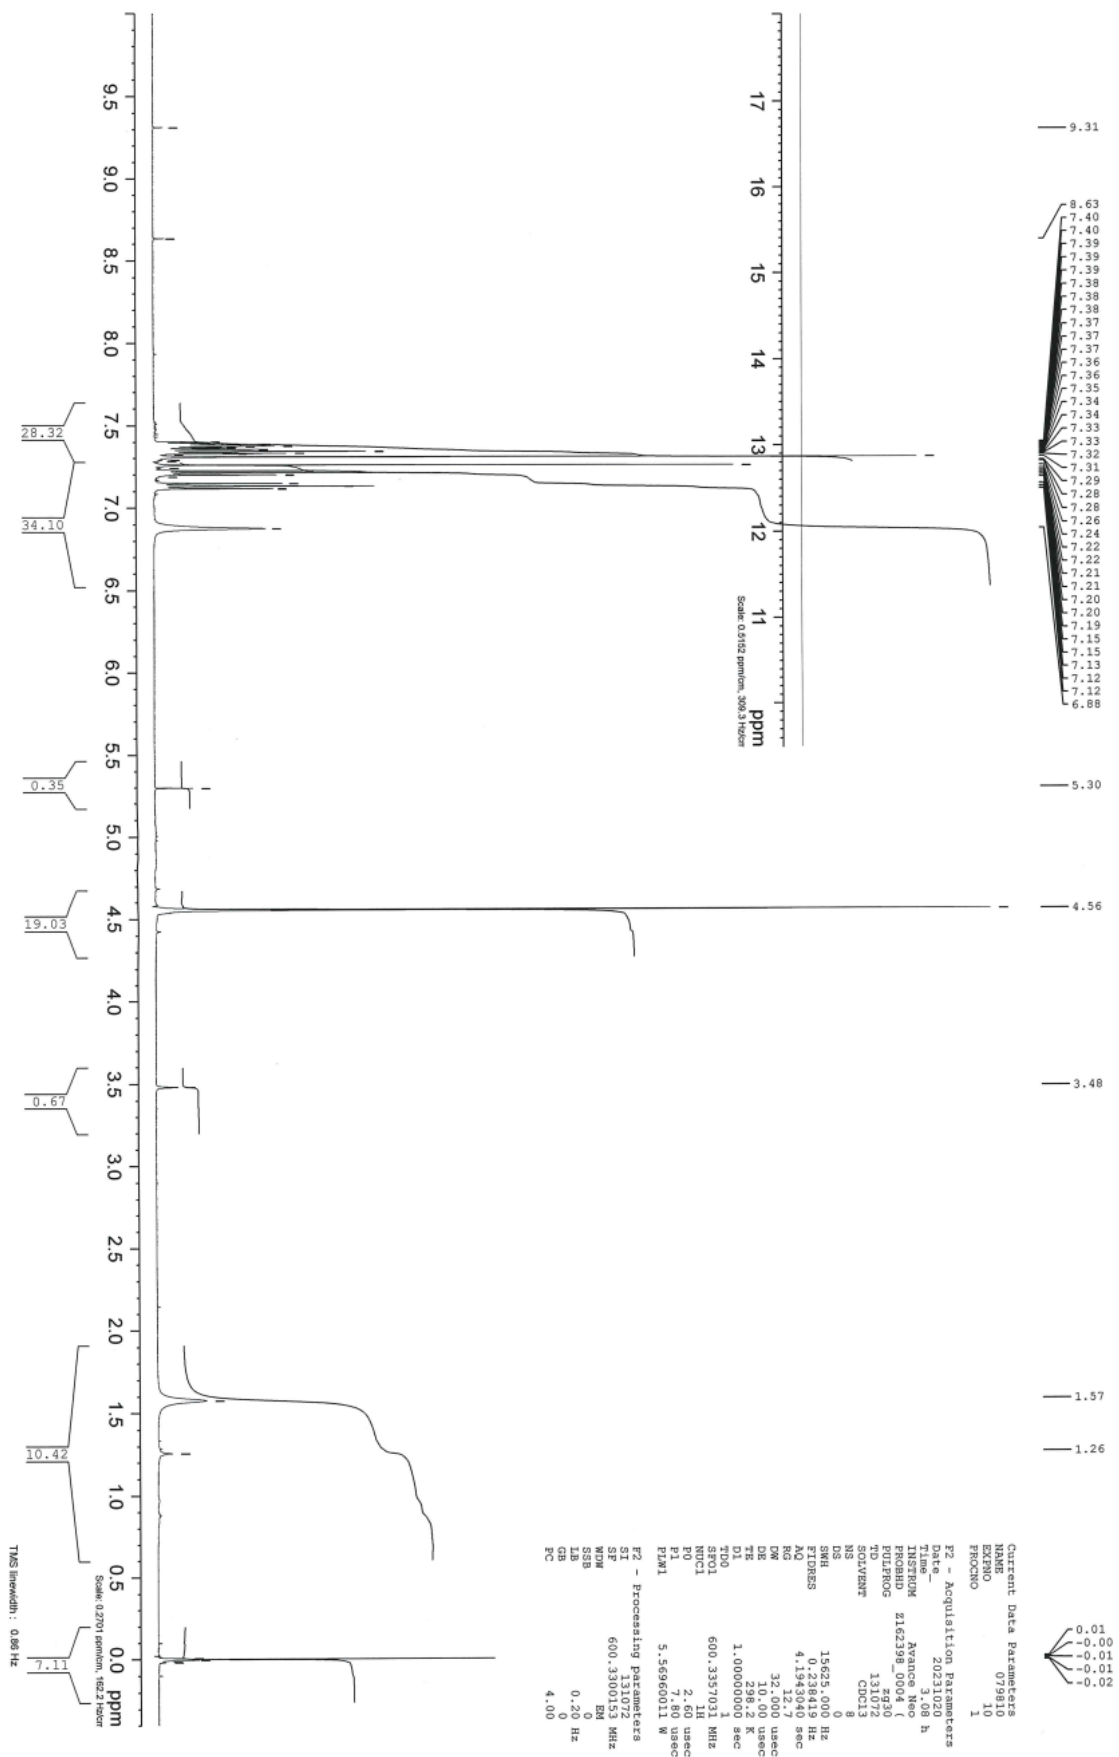 9.31
8.63
7.40
7.40
7.39
7.39
7.39
7.38
7.38
7.38
7.37
7.37
7.37
7.36
7.36
7.35
7.34
7.34
7.33
7.33
7.32
7.31
7.29
7.28
7.28
7.26
7.24
7.22
7.22
7.21
7.21
7.20
7.20
7.19
7.15
7.15
7.13
7.12
7.12
6.88
5.30
4.56
3.48
1.57
1.26
0.01
-0.00
-0.01
-0.01
-0.02
Current Data Parameters
NAME 079810
EXPNO 10
PROCNO 1
F2 - Acquisition Parameters
Date_ 20231020
Time 3.08 h
INSTRUM Avance Neo
PROBHD Z162398_0004 (
PULPROG zg30
TD 131072
SOLVENT CDCl3
NS 8
DS 0
SWH 15625.000 Hz
FIDRES 0.238419 Hz
AQ 4.1943040 sec
RG 12.7
DW 32.000 usec
DE 10.00 usec
TE 298.2 K
D1 1.00000000 sec
TD0 1
SFO1 600.3357031 MHz
NUC1 1H
P0 2.60 usec
P1 7.80 usec
PLW1 5.56960011 W
F2 - Processing parameters
SI 131072
SF 600.3300153 MHz
WDW EM
SSB 0
LB 0.20 Hz
GB 0
PC 4.00
17 16 15 14 13 12 11 ppm
Scale: 0.5152 ppm/cm, 309.3 Hz/cm
9.5 9.0 8.5 8.0 7.5 7.0 6.5 6.0 5.5 5.0 4.5 4.0 3.5 3.0 2.5 2.0 1.5 1.0 0.5 0.0 ppm
Scale: 0.2701 ppm/cm, 162.2 Hz/cm
28.32
34.10
0.35
19.03
0.67
10.42
7.11
TMS linewidth : 0.86 Hz